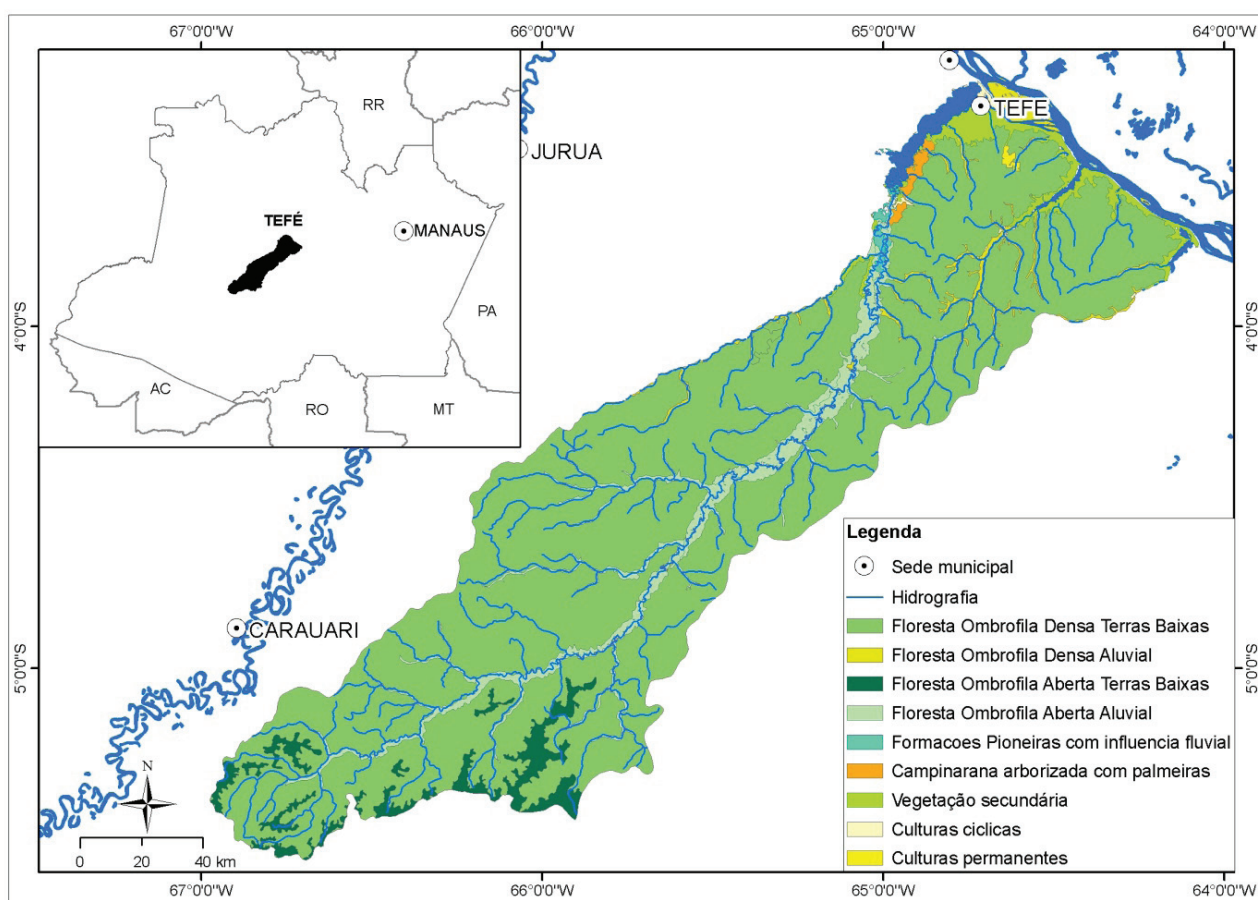 67°0'0"W 66°0'0"W 65°0'0"W 64°0'0"W
RR
TEFE
JURUA
MANAUS
TEFÉ
PA
4°0'0"S 4°0'0"S
AC
RO
MT
Legenda
Sede municipal
Hidrografia
CARAUARI
Floresta Ombrofila Densa Terras Baixas
Floresta Ombrofila Densa Aluvial
5°0'0"S 5°0'0"S
Floresta Ombrofila Aberta Terras Baixas
Floresta Ombrofila Aberta Aluvial
Formacoes Pioneiras com influencia fluvial
Campinarana arborizada com palmeiras
N
Vegetação secundária
Culturas ciclicas
Culturas permanentes
0 20 40 km
67°0'0"W 66°0'0"W 65°0'0"W 64°0'0"W